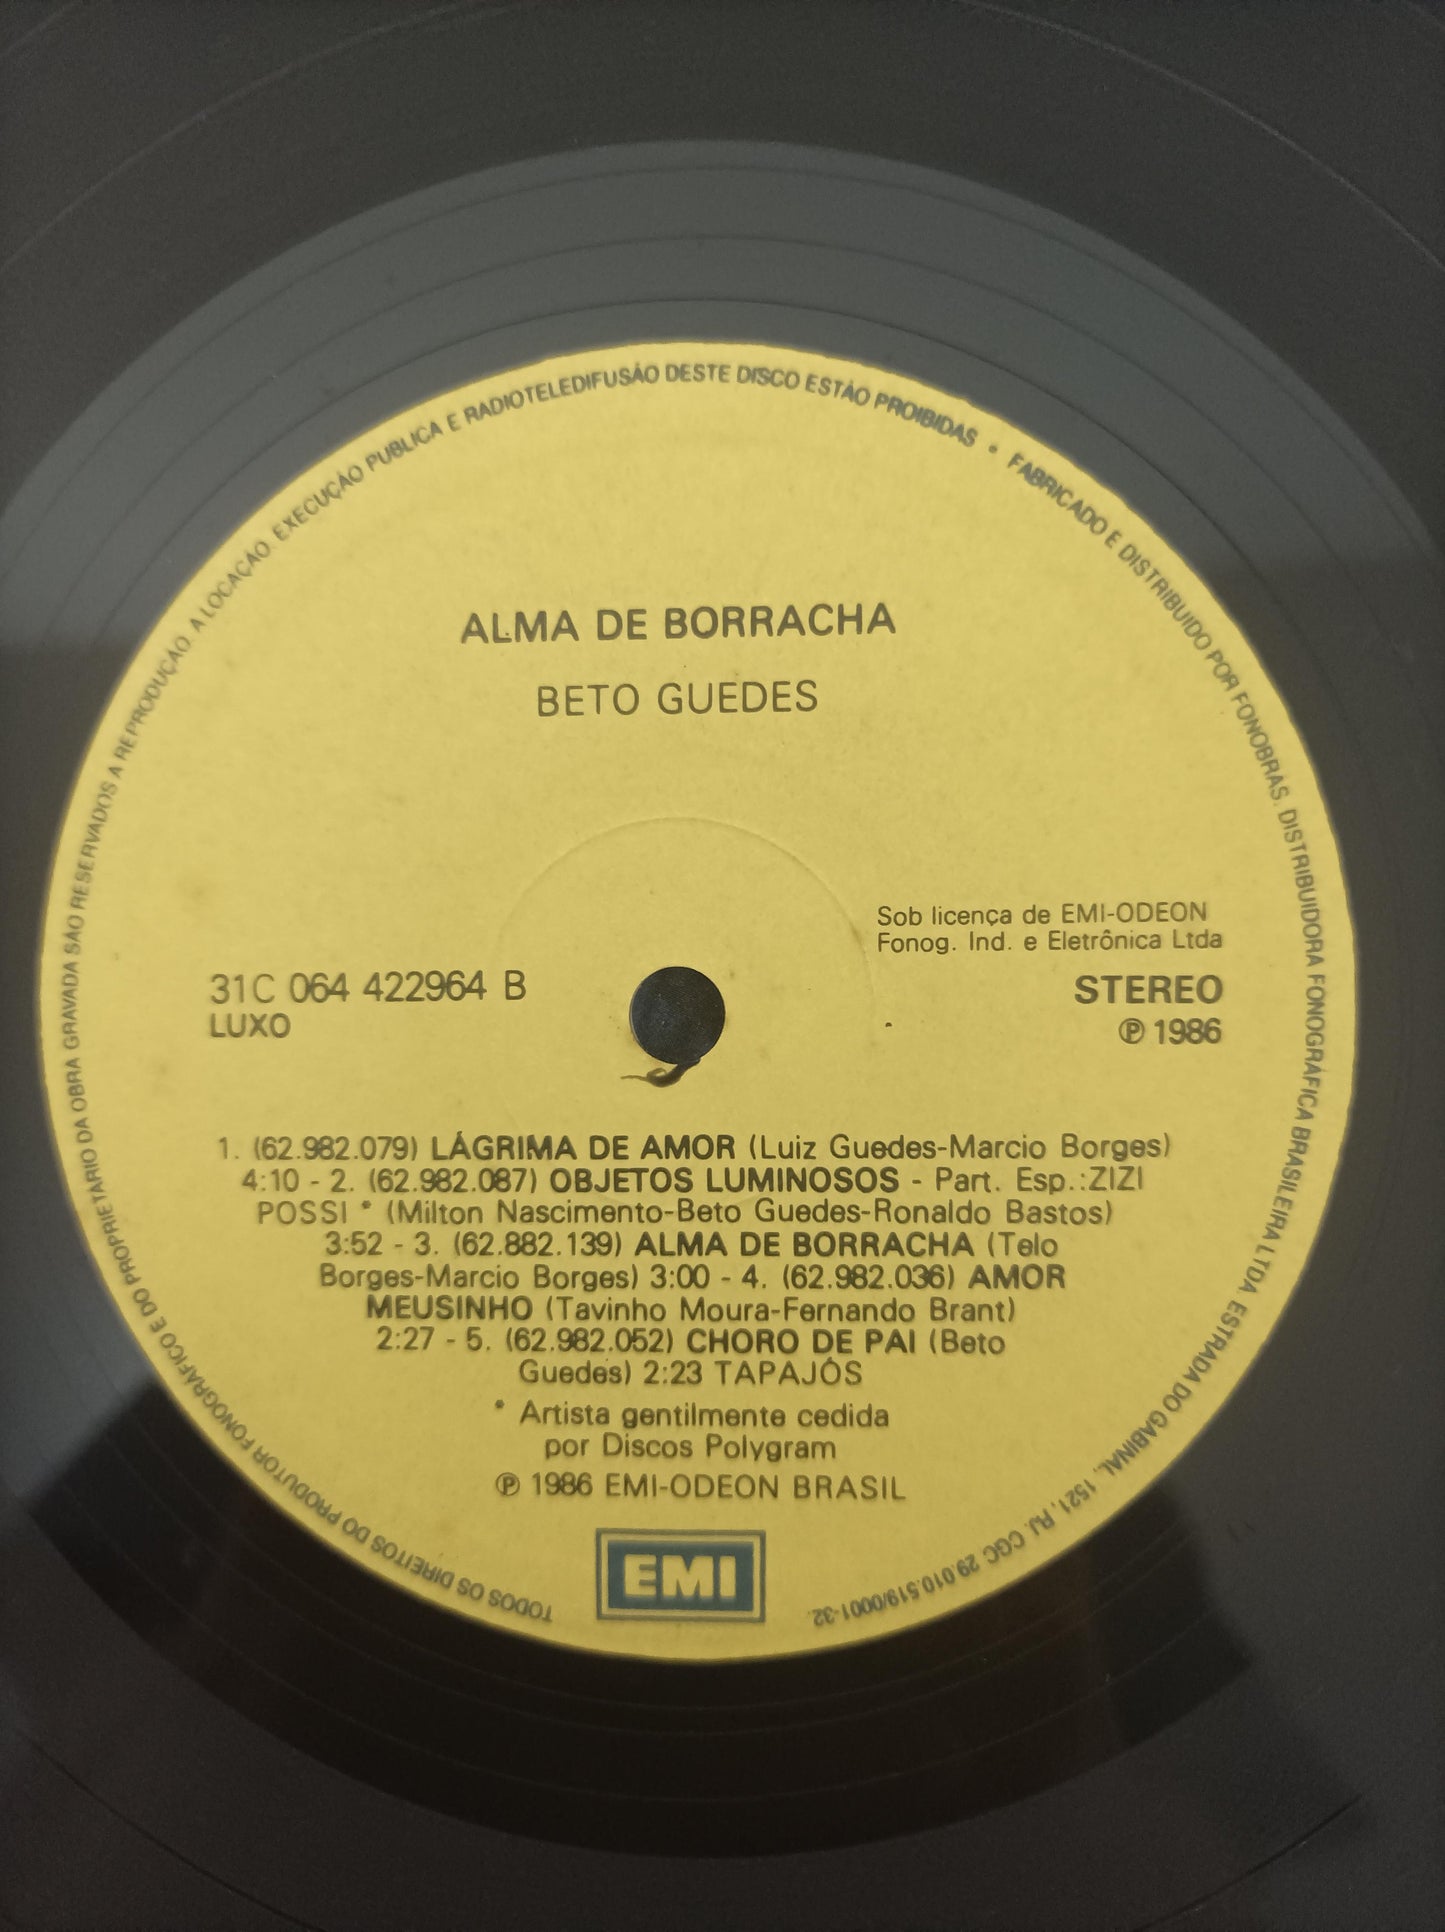 TODOS OS DIREITOS DO PRODUTOR FONOGRÁFICO E DO PROPRIETÁRIO DA OBRA GRAVADA SÃO RESERVADOS A REPRODUÇÃO. A LOCAÇÃO. EXECUÇÃO PUBLICA E RADIOTELEDIFUSÃO DESTE DISCO ESTÃO PROIBIDAS • FABRICADO E DISTRIBUIDO POR FONOBRAS. DISTRIBUIDORA FONOGRÁFICA BRASILEIRA LTDA. ESTRADA DO GABINAL, 1521, RJ. CGC 29.010.519/0001-32.
ALMA DE BORRACHA
BETO GUEDES
Sob licença de EMI-ODEON
Fonog. Ind. e Eletrônica Ltda
31C 064 422964 B
STEREO
LUXO
℗ 1986
1. (62.982.079) LÁGRIMA DE AMOR (Luiz Guedes-Marcio Borges)
4:10 - 2. (62.982.087) OBJETOS LUMINOSOS - Part. Esp.:ZIZI
POSSI * (Milton Nascimento-Beto Guedes-Ronaldo Bastos)
3:52 - 3. (62.882.139) ALMA DE BORRACHA (Telo
Borges-Marcio Borges) 3:00 - 4. (62.982.036) AMOR
MEUSINHO (Tavinho Moura-Fernando Brant)
2:27 - 5. (62.982.052) CHORO DE PAI (Beto
Guedes) 2:23 TAPAJÓS
* Artista gentilmente cedida
por Discos Polygram
℗ 1986 EMI-ODEON BRASIL
EMI